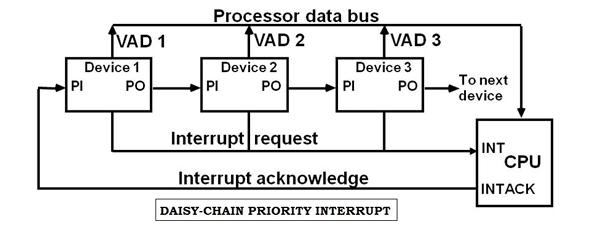 Processor data bus
VAD 1 VAD 2 VAD 3
Device 1 Device 2 Device 3
PI PO PI PO PI PO
To next
device
Interrupt request
INT
CPU
Interrupt acknowledge
INTACK
DAISY-CHAIN PRIORITY INTERRUPT